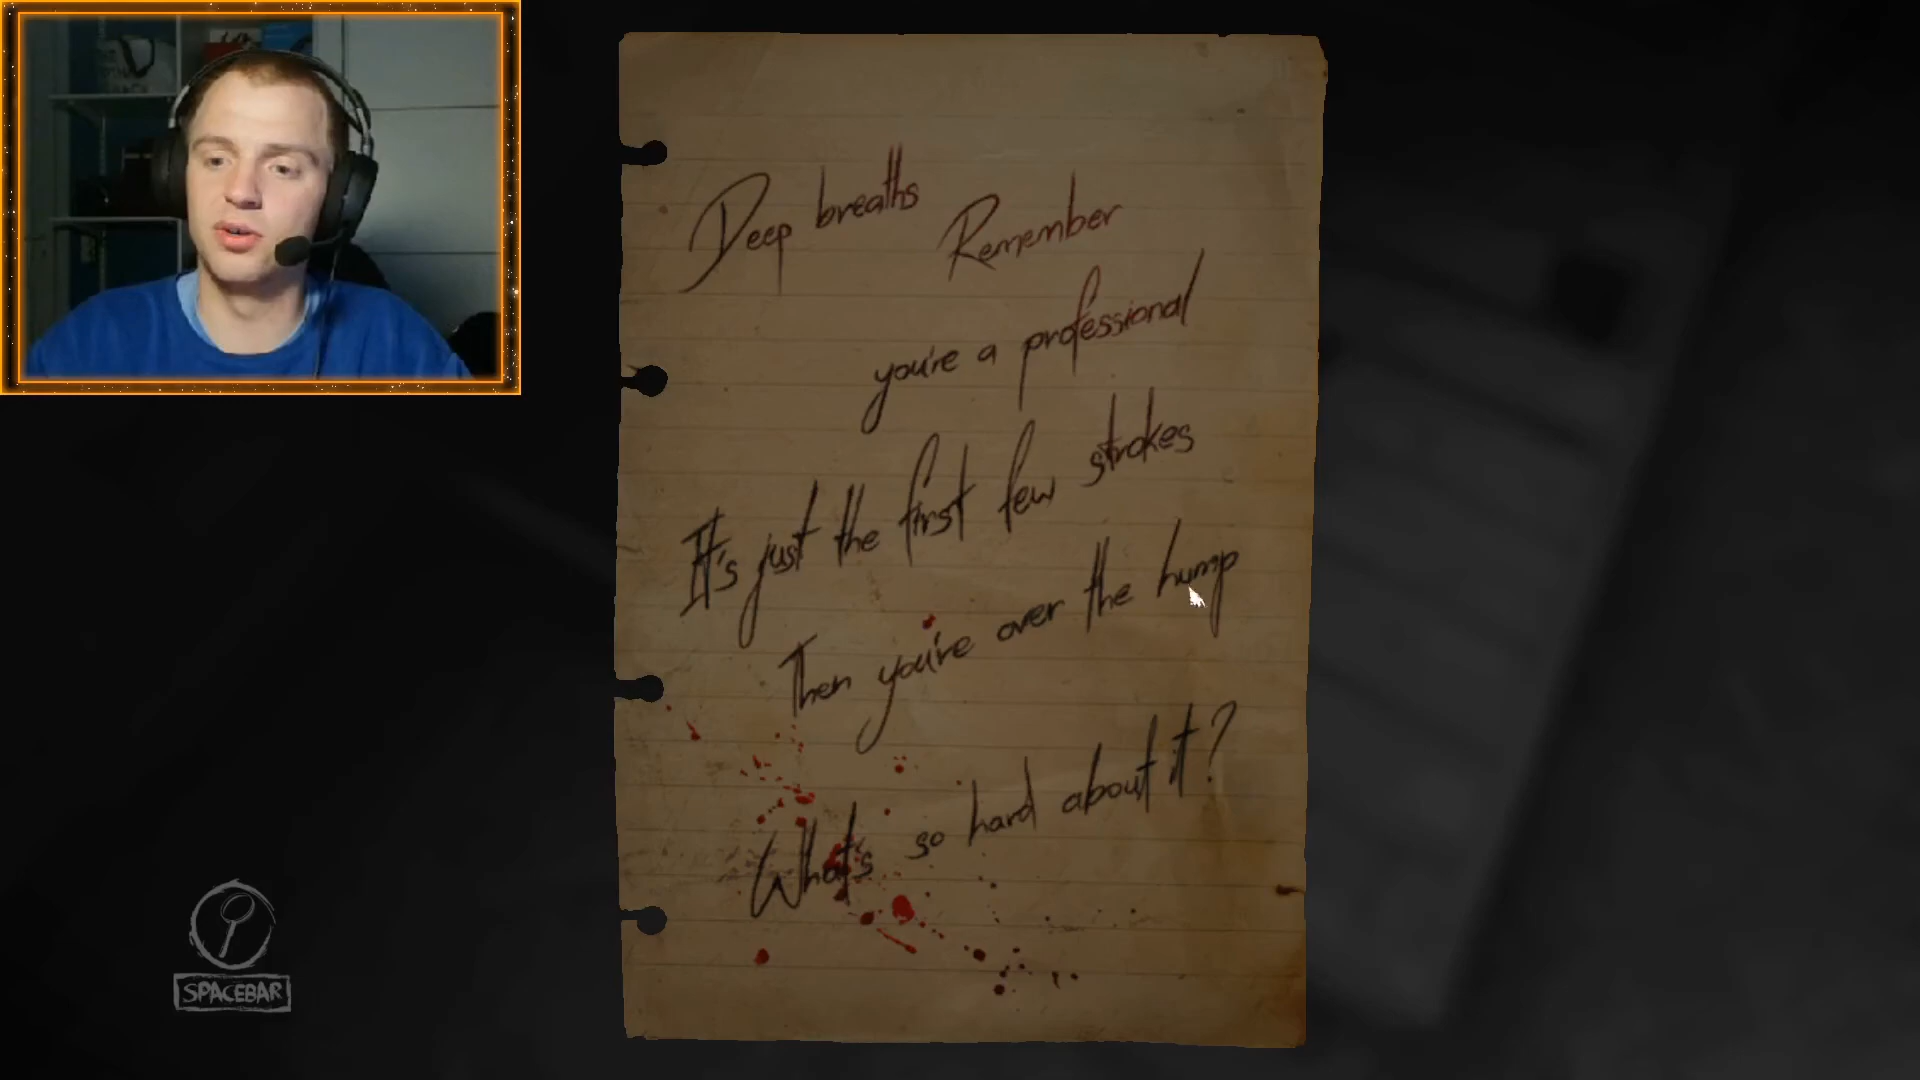 Deep breaths Remember
you're a professional
It's just the first few strokes
Then you're over the hump
What's so hard about it?
SPACEBAR